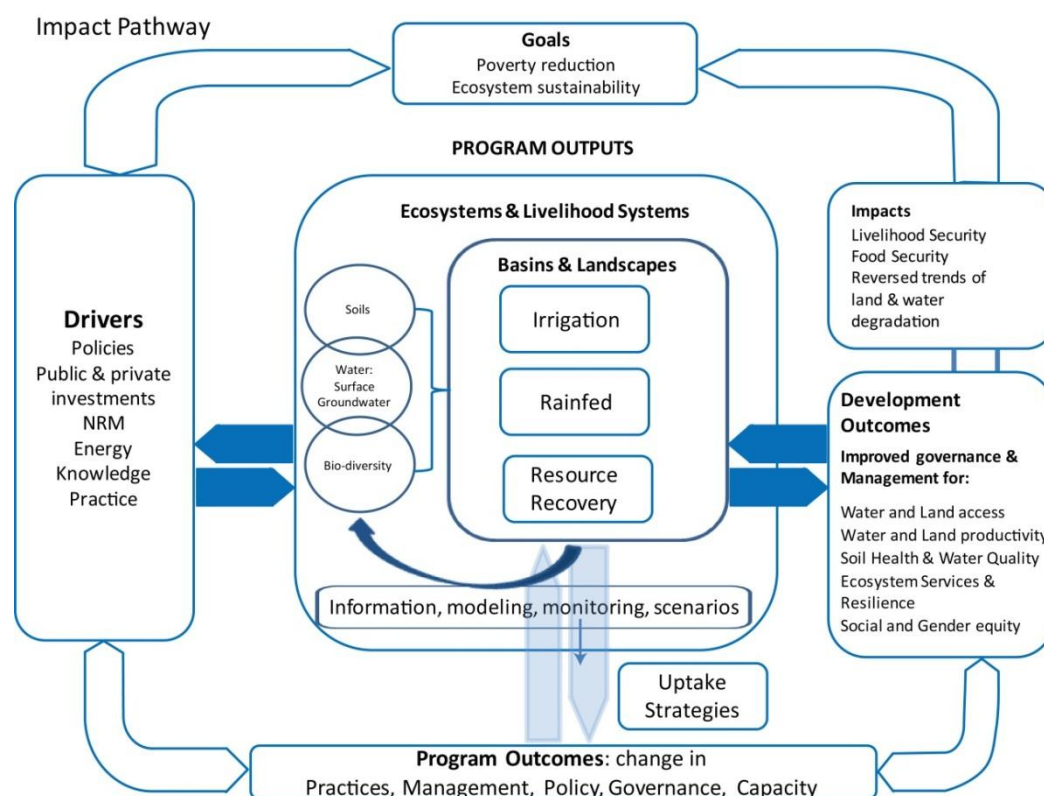 Impact Pathway
Goals
Poverty reduction
Ecosystem sustainability
PROGRAM OUTPUTS
Ecosystems & Livelihood Systems
Basins & Landscapes
Soils
Water:
Surface
Groundwater
Bio-diversity
Irrigation
Rainfed
Resource
Recovery
Information, modeling, monitoring, scenarios
Drivers
Policies
Public & private
investments
NRM
Energy
Knowledge
Practice
Impacts
Livelihood Security
Food Security
Reversed trends of
land & water
degradation
Development
Outcomes
Improved governance &
Management for:
Water and Land access
Water and Land productivity
Soil Health & Water Quality
Ecosystem Services &
Resilience
Social and Gender equity
Uptake
Strategies
Program Outcomes: change in
Practices, Management, Policy, Governance, Capacity